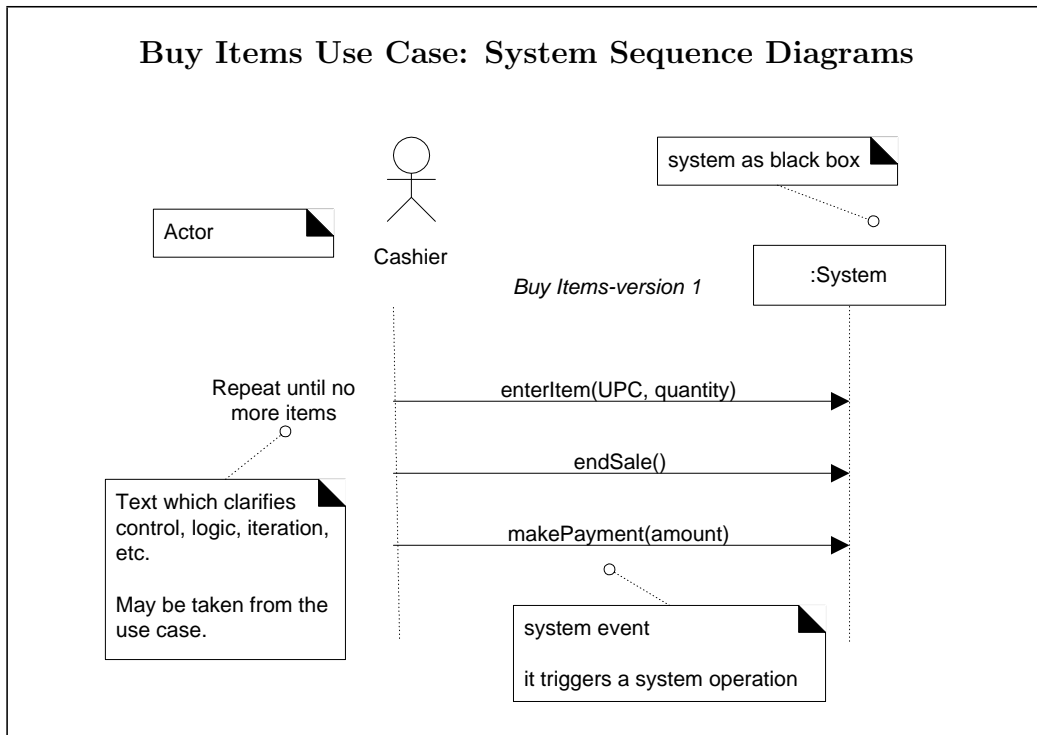 Buy Items Use Case: System Sequence Diagrams
system as black box
Actor
Cashier
Buy Items-version 1
:System
Repeat until no
more items
enterItem(UPC, quantity)
endSale()
Text which clarifies
control, logic, iteration,
etc.
May be taken from the
use case.
makePayment(amount)
system event
it triggers a system operation